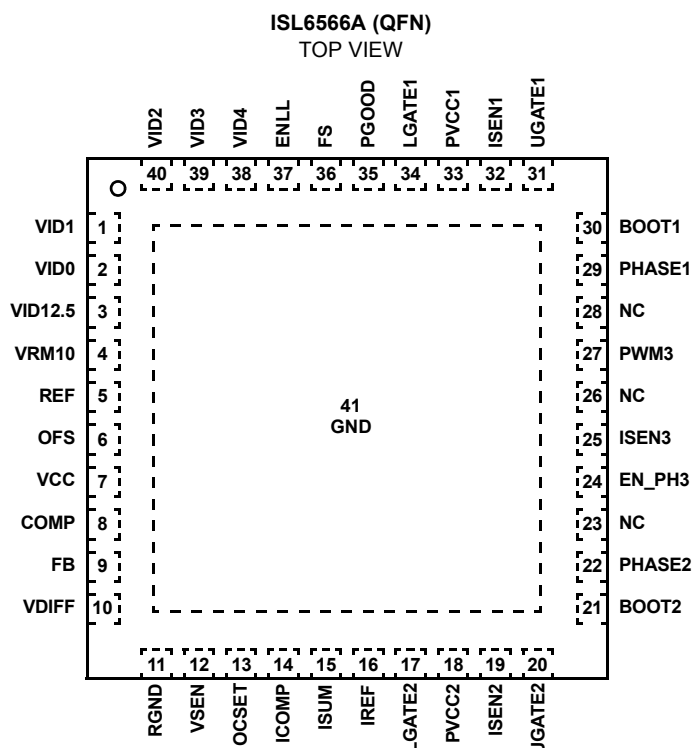 ISL6566A (QFN)
TOP VIEW
VID2
VID3
VID4
ENLL
FS
PGOOD
LGATE1
PVCC1
ISEN1
UGATE1
40 39 38 37 36 35 34 33 32 31
VID1 1
VID0 2
VID12.5 3
VRM10 4
REF 5
OFS 6
VCC 7
COMP 8
FB 9
VDIFF 10
41
GND
30 BOOT1
29 PHASE1
28 NC
27 PWM3
26 NC
25 ISEN3
24 EN_PH3
23 NC
22 PHASE2
21 BOOT2
11 12 13 14 15 16 17 18 19 20
RGND
VSEN
OCSET
ICOMP
ISUM
IREF
LGATE2
PVCC2
ISEN2
UGATE2